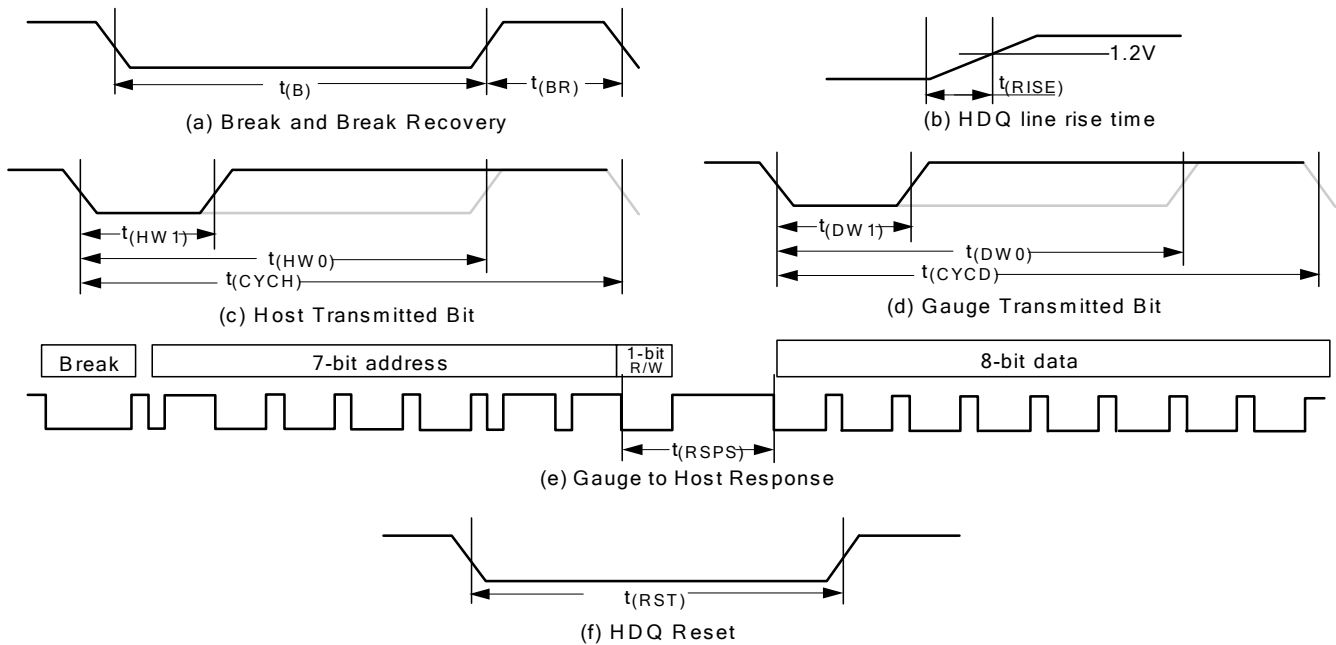 t(B)
t(BR)
(a) Break and Break Recovery
1.2V
t(RISE)
(b) HDQ line rise time
t(HW1)
t(HW0)
t(CYCH)
(c) Host Transmitted Bit
t(DW1)
t(DW0)
t(CYCD)
(d) Gauge Transmitted Bit
Break
7-bit address
1-bit
R/W
8-bit data
t(RSPS)
(e) Gauge to Host Response
t(RST)
(f) HDQ Reset